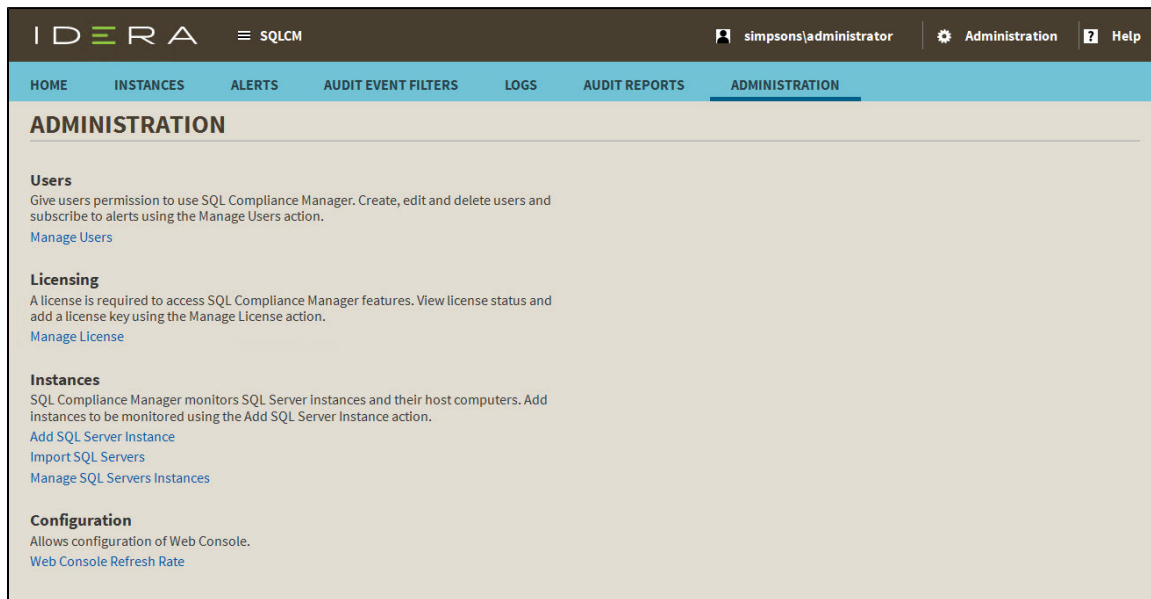 IDERA SQLCM simpsons\administrator Administration ? Help
HOME INSTANCES ALERTS AUDIT EVENT FILTERS LOGS AUDIT REPORTS ADMINISTRATION
ADMINISTRATION
Users
Give users permission to use SQL Compliance Manager. Create, edit and delete users and
subscribe to alerts using the Manage Users action.
Manage Users
Licensing
A license is required to access SQL Compliance Manager features. View license status and
add a license key using the Manage License action.
Manage License
Instances
SQL Compliance Manager monitors SQL Server instances and their host computers. Add
instances to be monitored using the Add SQL Server Instance action.
Add SQL Server Instance
Import SQL Servers
Manage SQL Servers Instances
Configuration
Allows configuration of Web Console.
Web Console Refresh Rate